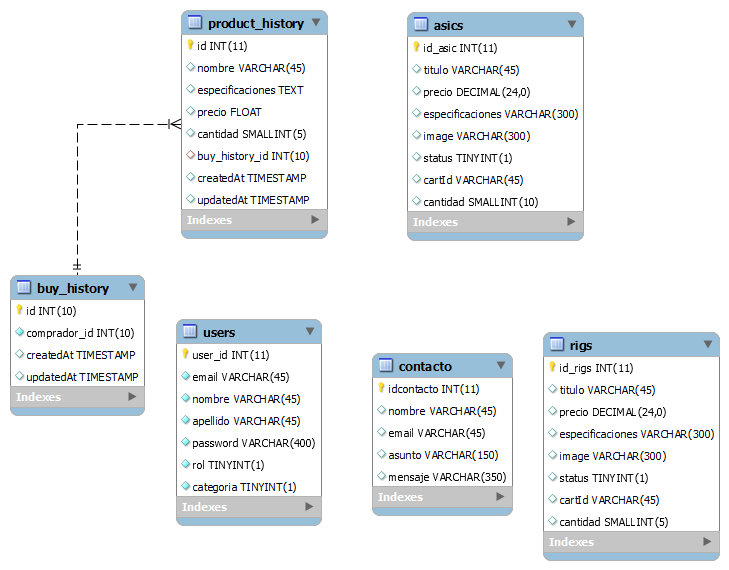 product_history
id INT(11)
nombre VARCHAR(45)
especificaciones TEXT
precio FLOAT
cantidad SMALLINT(5)
buy_history_id INT(10)
createdAt TIMESTAMP
updatedAt TIMESTAMP
Indexes
asics
id_asic INT(11)
titulo VARCHAR(45)
precio DECIMAL(24,0)
especificaciones VARCHAR(300)
image VARCHAR(300)
status TINYINT(1)
cartId VARCHAR(45)
cantidad SMALLINT(10)
Indexes
buy_history
id INT(10)
comprador_id INT(10)
createdAt TIMESTAMP
updatedAt TIMESTAMP
Indexes
users
user_id INT(11)
email VARCHAR(45)
nombre VARCHAR(45)
apellido VARCHAR(45)
password VARCHAR(400)
rol TINYINT(1)
categoria TINYINT(1)
Indexes
contacto
idcontacto INT(11)
nombre VARCHAR(45)
email VARCHAR(45)
asunto VARCHAR(150)
mensaje VARCHAR(350)
Indexes
rigs
id_rigs INT(11)
titulo VARCHAR(45)
precio DECIMAL(24,0)
especificaciones VARCHAR(300)
image VARCHAR(300)
status TINYINT(1)
cartId VARCHAR(45)
cantidad SMALLINT(5)
Indexes